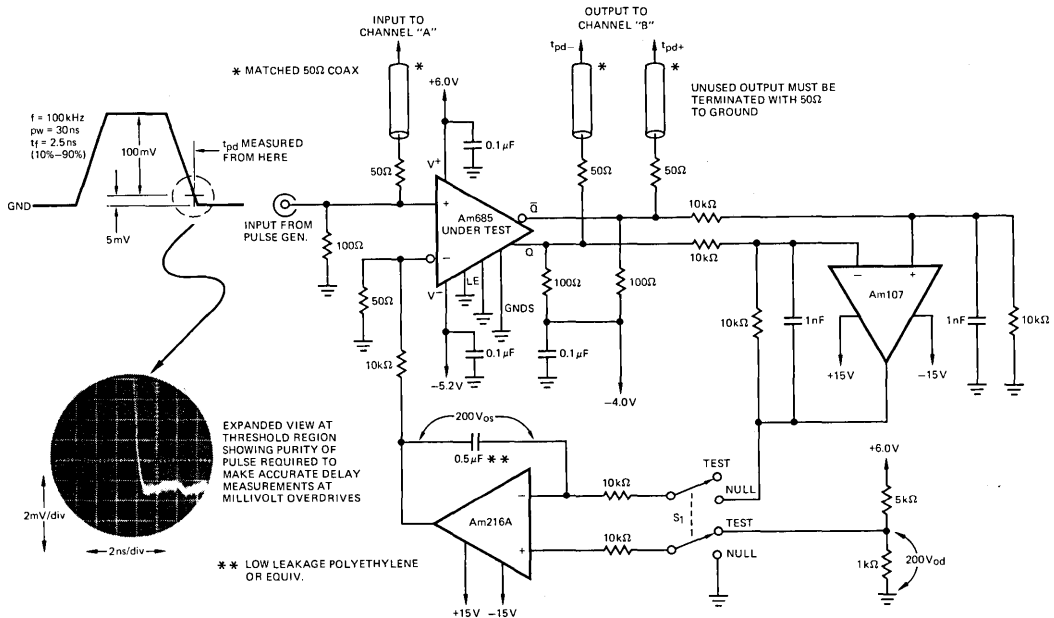 INPUT TO
CHANNEL "A"
OUTPUT TO
CHANNEL "B"
tpd−
tpd+
*
*
*
* MATCHED 50Ω COAX
+6.0V
UNUSED OUTPUT MUST BE
TERMINATED WITH 50Ω
TO GROUND
f = 100kHz
pw = 30ns
tf = 2.5ns
(10%–90%)
100mV
tpd MEASURED
FROM HERE
GND
5mV
INPUT FROM
PULSE GEN.
50Ω
V+
0.1μF
50Ω
50Ω
+
Am685
UNDER TEST
−
Q̄
Q
LE
GNDS
V−
100Ω
50Ω
10kΩ
0.1μF
−5.2V
100Ω
100Ω
0.1μF
−4.0V
10kΩ
10kΩ
10kΩ
1nF
−
+
Am107
+15V
−15V
1nF
10kΩ
200Vos
0.5μF **
Am216A
−
+
+15V
−15V
10kΩ
10kΩ
TEST
NULL
S1
TEST
NULL
+6.0V
5kΩ
1kΩ
200Vod
EXPANDED VIEW AT
THRESHOLD REGION
SHOWING PURITY OF
PULSE REQUIRED TO
MAKE ACCURATE DELAY
MEASUREMENTS AT
MILLIVOLT OVERDRIVES
2mV/div
2ns/div
** LOW LEAKAGE POLYETHYLENE
OR EQUIV.